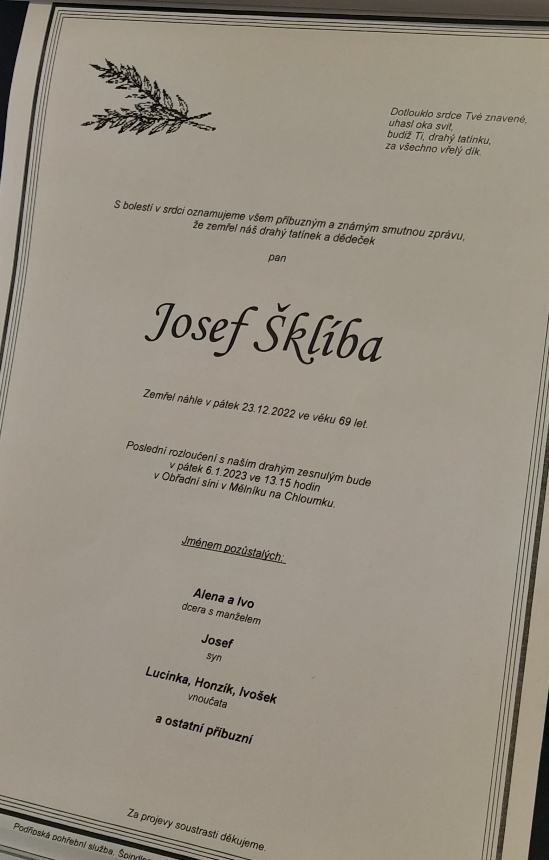 Dotlouklo srdce Tvé znavené,
uhasl oka svit,
budiž Ti, drahý tatínku,
za všechno vřelý dík.
S bolestí v srdci oznamujeme všem příbuzným a známým smutnou zprávu,
že zemřel náš drahý tatínek a dědeček
pan
Josef Šklíba
Zemřel náhle v pátek 23.12.2022 ve věku 69 let.
Poslední rozloučení s naším drahým zesnulým bude
v pátek 6.1.2023 ve 13.15 hodin
v Obřadní síni v Mělníku na Chloumku.
Jménem pozůstalých:
Alena a Ivo
dcera s manželem
Josef
syn
Lucinka, Honzík, Ivošek
vnoučata
a ostatní příbuzní
Za projevy soustrasti děkujeme.
Podřipská pohřební služba,